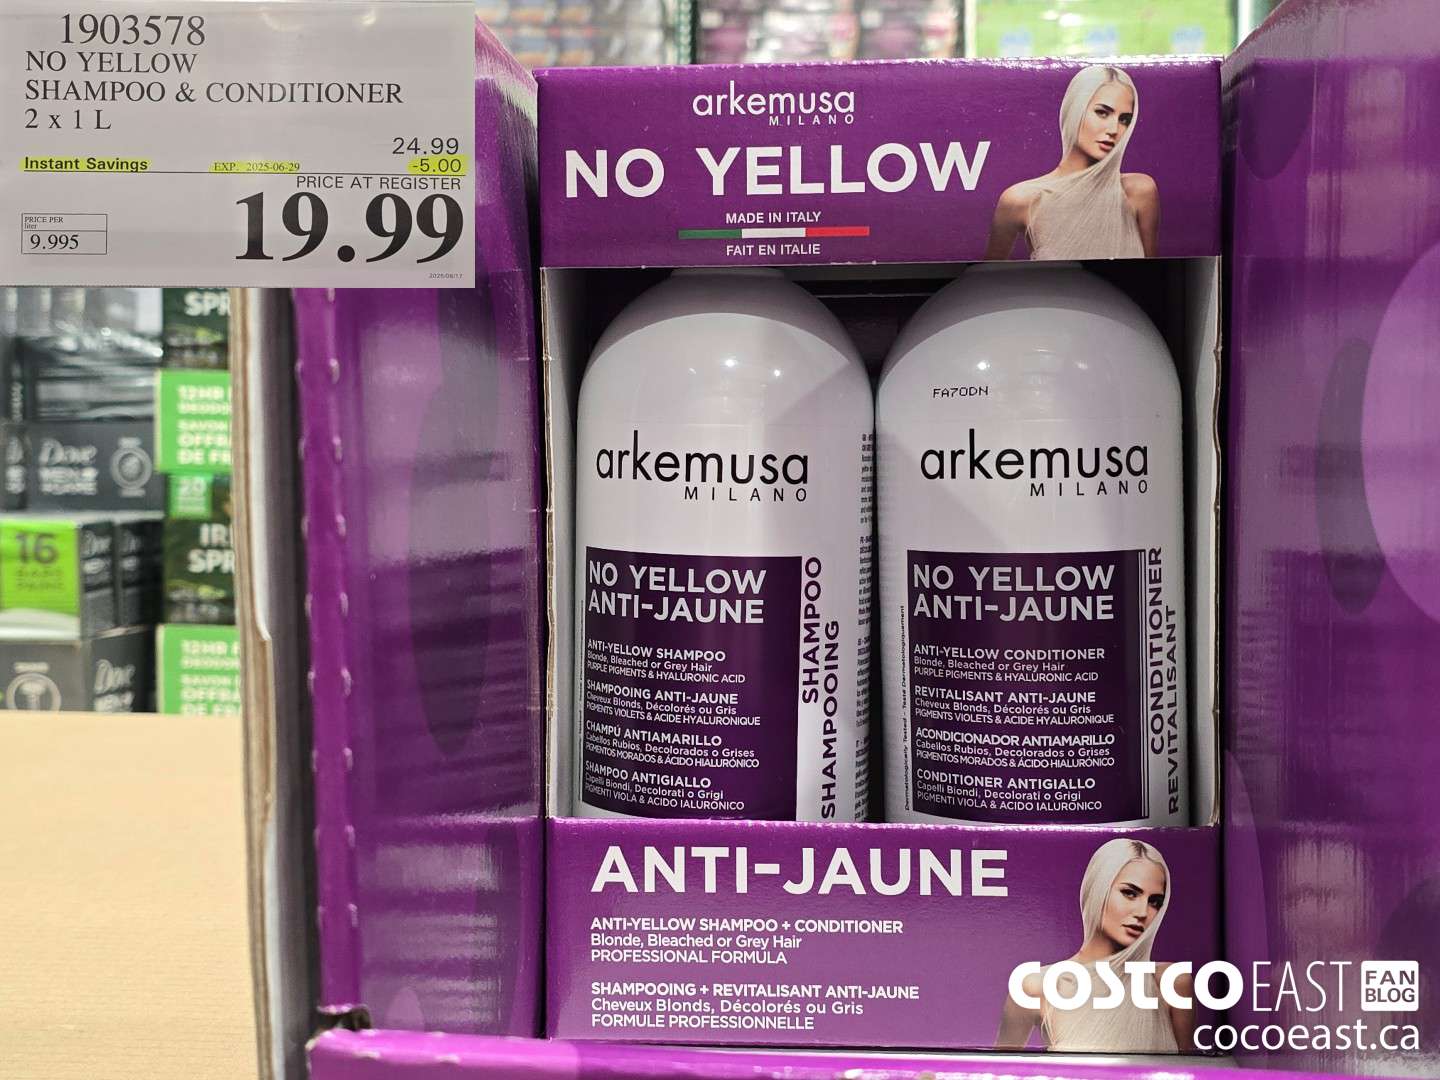 1903578
NO YELLOW
SHAMPOO & CONDITIONER
2 x 1 L
24.99
Instant Savings EXP. 2025-06-29 -5.00
PRICE AT REGISTER
19.99
PRICE PER
liter
9.995
arkemusa
MILANO
NO YELLOW
MADE IN ITALY
FAIT EN ITALIE
arkemusa
MILANO
NO YELLOW
ANTI-JAUNE
ANTI-YELLOW SHAMPOO
Blonde, Bleached or Grey Hair
PURPLE PIGMENTS & HYALURONIC ACID
SHAMPOOING ANTI-JAUNE
Cheveux Blonds, Décolorés ou Gris
PIGMENTS VIOLETS & ACIDE HYALURONIQUE
CHAMPÚ ANTIAMARILLO
Cabellos Rubios, Decolorados o Grises
PIGMENTOS MORADOS & ÁCIDO HIALURÓNICO
SHAMPOO ANTIGIALLO
Capelli Biondi, Decolorati o Grigi
PIGMENTI VIOLA & ACIDO IALURONICO
SHAMPOO
SHAMPOOING
FA70DN
arkemusa
MILANO
NO YELLOW
ANTI-JAUNE
ANTI-YELLOW CONDITIONER
Blonde, Bleached or Grey Hair
PURPLE PIGMENTS & HYALURONIC ACID
REVITALISANT ANTI-JAUNE
Cheveux Blonds, Décolorés ou Gris
PIGMENTS VIOLETS & ACIDE HYALURONIQUE
ACONDICIONADOR ANTIAMARILLO
Cabellos Rubios, Decolorados o Grises
PIGMENTOS MORADOS & ÁCIDO HIALURÓNICO
CONDITIONER ANTIGIALLO
Capelli Biondi, Decolorati o Grigi
PIGMENTI VIOLA & ACIDO IALURONICO
CONDITIONER
REVITALISANT
Dermatologically Tested - Testé Dermatologiquement
ANTI-JAUNE
ANTI-YELLOW SHAMPOO + CONDITIONER
Blonde, Bleached or Grey Hair
PROFESSIONAL FORMULA
SHAMPOOING + REVITALISANT ANTI-JAUNE
Cheveux Blonds, Décolorés ou Gris
FORMULE PROFESSIONNELLE
Dove
16
Dove
Dove
COSTCO EAST FAN BLOG
cocoeast.ca